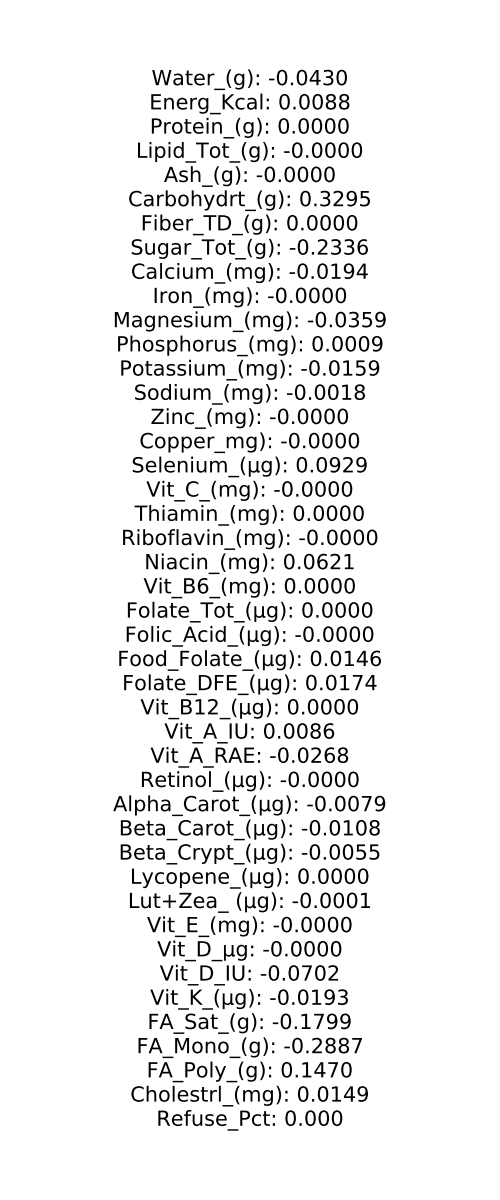 Water_(g): -0.0430
Energ_Kcal: 0.0088
Protein_(g): 0.0000
Lipid_Tot_(g): -0.0000
Ash_(g): -0.0000
Carbohydrt_(g): 0.3295
Fiber_TD_(g): 0.0000
Sugar_Tot_(g): -0.2336
Calcium_(mg): -0.0194
Iron_(mg): -0.0000
Magnesium_(mg): -0.0359
Phosphorus_(mg): 0.0009
Potassium_(mg): -0.0159
Sodium_(mg): -0.0018
Zinc_(mg): -0.0000
Copper_mg): -0.0000
Selenium_(µg): 0.0929
Vit_C_(mg): -0.0000
Thiamin_(mg): 0.0000
Riboflavin_(mg): -0.0000
Niacin_(mg): 0.0621
Vit_B6_(mg): 0.0000
Folate_Tot_(µg): 0.0000
Folic_Acid_(µg): -0.0000
Food_Folate_(µg): 0.0146
Folate_DFE_(µg): 0.0174
Vit_B12_(µg): 0.0000
Vit_A_IU: 0.0086
Vit_A_RAE: -0.0268
Retinol_(µg): -0.0000
Alpha_Carot_(µg): -0.0079
Beta_Carot_(µg): -0.0108
Beta_Crypt_(µg): -0.0055
Lycopene_(µg): 0.0000
Lut+Zea_ (µg): -0.0001
Vit_E_(mg): -0.0000
Vit_D_µg: -0.0000
Vit_D_IU: -0.0702
Vit_K_(µg): -0.0193
FA_Sat_(g): -0.1799
FA_Mono_(g): -0.2887
FA_Poly_(g): 0.1470
Cholestrl_(mg): 0.0149
Refuse_Pct: 0.000